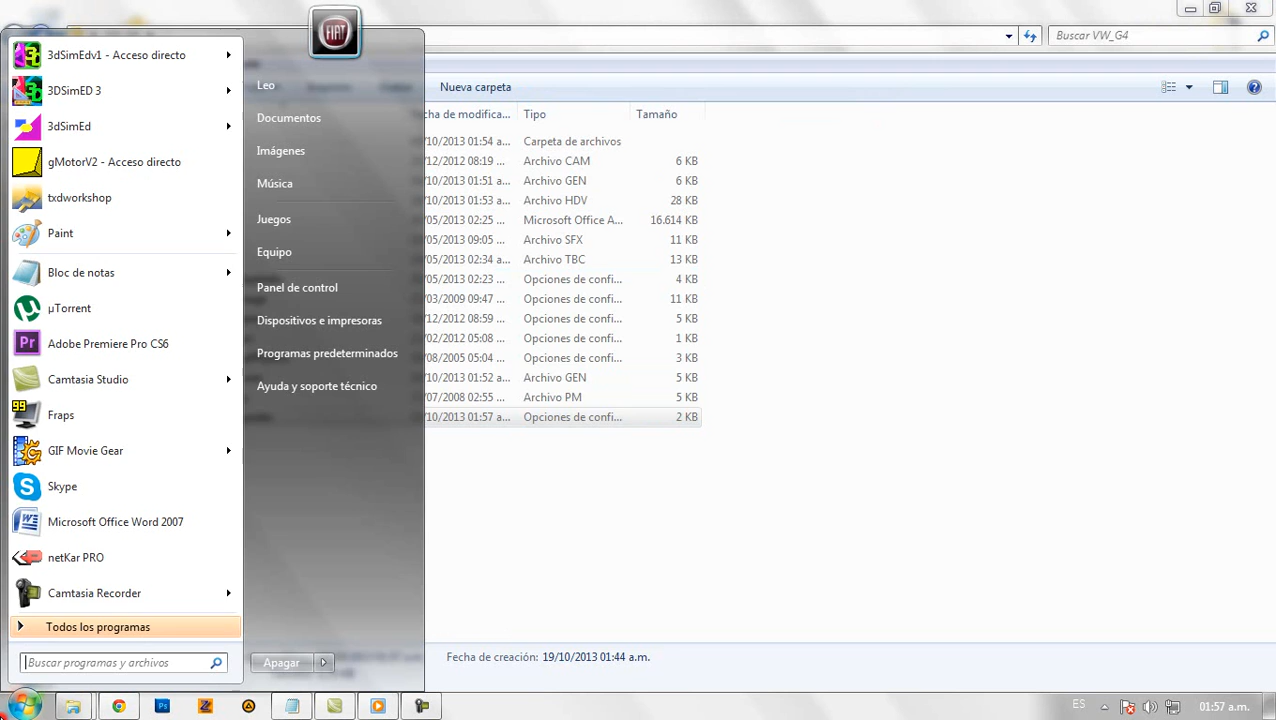 FIAT
Buscar VW_G4
3dSimEdv1 - Acceso directo
3DSimED 3
3dSimEd
gMotorV2 - Acceso directo
txdworkshop
Paint
Bloc de notas
µTorrent
Adobe Premiere Pro CS6
Camtasia Studio
Fraps
GIF Movie Gear
Skype
Microsoft Office Word 2007
netKar PRO
Camtasia Recorder
Todos los programas
Buscar programas y archivos
Leo
Documentos
Imágenes
Música
Juegos
Equipo
Panel de control
Dispositivos e impresoras
Programas predeterminados
Ayuda y soporte técnico
Apagar
Nueva carpeta
cha de modifica... Tipo Tamaño
/10/2013 01:54 a... Carpeta de archivos
/12/2012 08:19 ... Archivo CAM 6 KB
/10/2013 01:51 a... Archivo GEN 6 KB
/10/2013 01:53 a... Archivo HDV 28 KB
/05/2013 02:25 ... Microsoft Office A... 16.614 KB
/05/2013 09:05 ... Archivo SFX 11 KB
/05/2013 02:34 a... Archivo TBC 13 KB
/05/2013 02:23 ... Opciones de confi... 4 KB
/03/2009 09:47 ... Opciones de confi... 11 KB
/12/2012 08:59 ... Opciones de confi... 5 KB
/02/2012 05:08 ... Opciones de confi... 1 KB
/08/2005 05:04 ... Opciones de confi... 3 KB
/10/2013 01:52 a... Archivo GEN 5 KB
/07/2008 02:55 ... Archivo PM 5 KB
/10/2013 01:57 a... Opciones de confi... 2 KB
Fecha de creación: 19/10/2013 01:44 a.m.
ES
01:57 a.m.